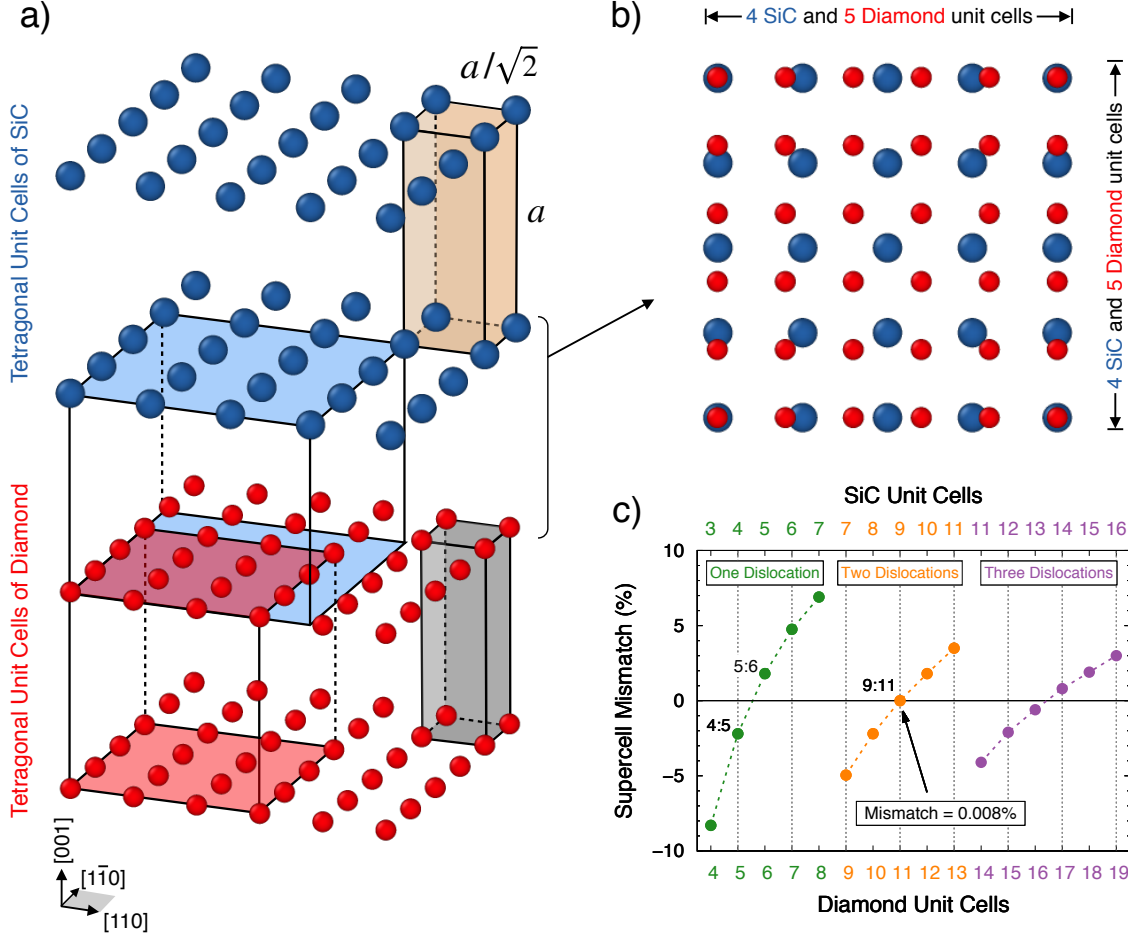 a)
Tetragonal Unit Cells of SiC
a/√2
a
Tetragonal Unit Cells of Diamond
[001]
[11̅0]
[110]
b)
4 SiC and 5 Diamond unit cells
4 SiC and 5 Diamond unit cells
c)
SiC Unit Cells
3 4 5 6 7 7 8 9 10 11 11 12 13 14 15 16
One Dislocation
Two Dislocations
Three Dislocations
Supercell Mismatch (%)
10
5
0
−5
−10
5:6
4:5
9:11
Mismatch = 0.008%
4 5 6 7 8 9 10 11 12 13 14 15 16 17 18 19
Diamond Unit Cells